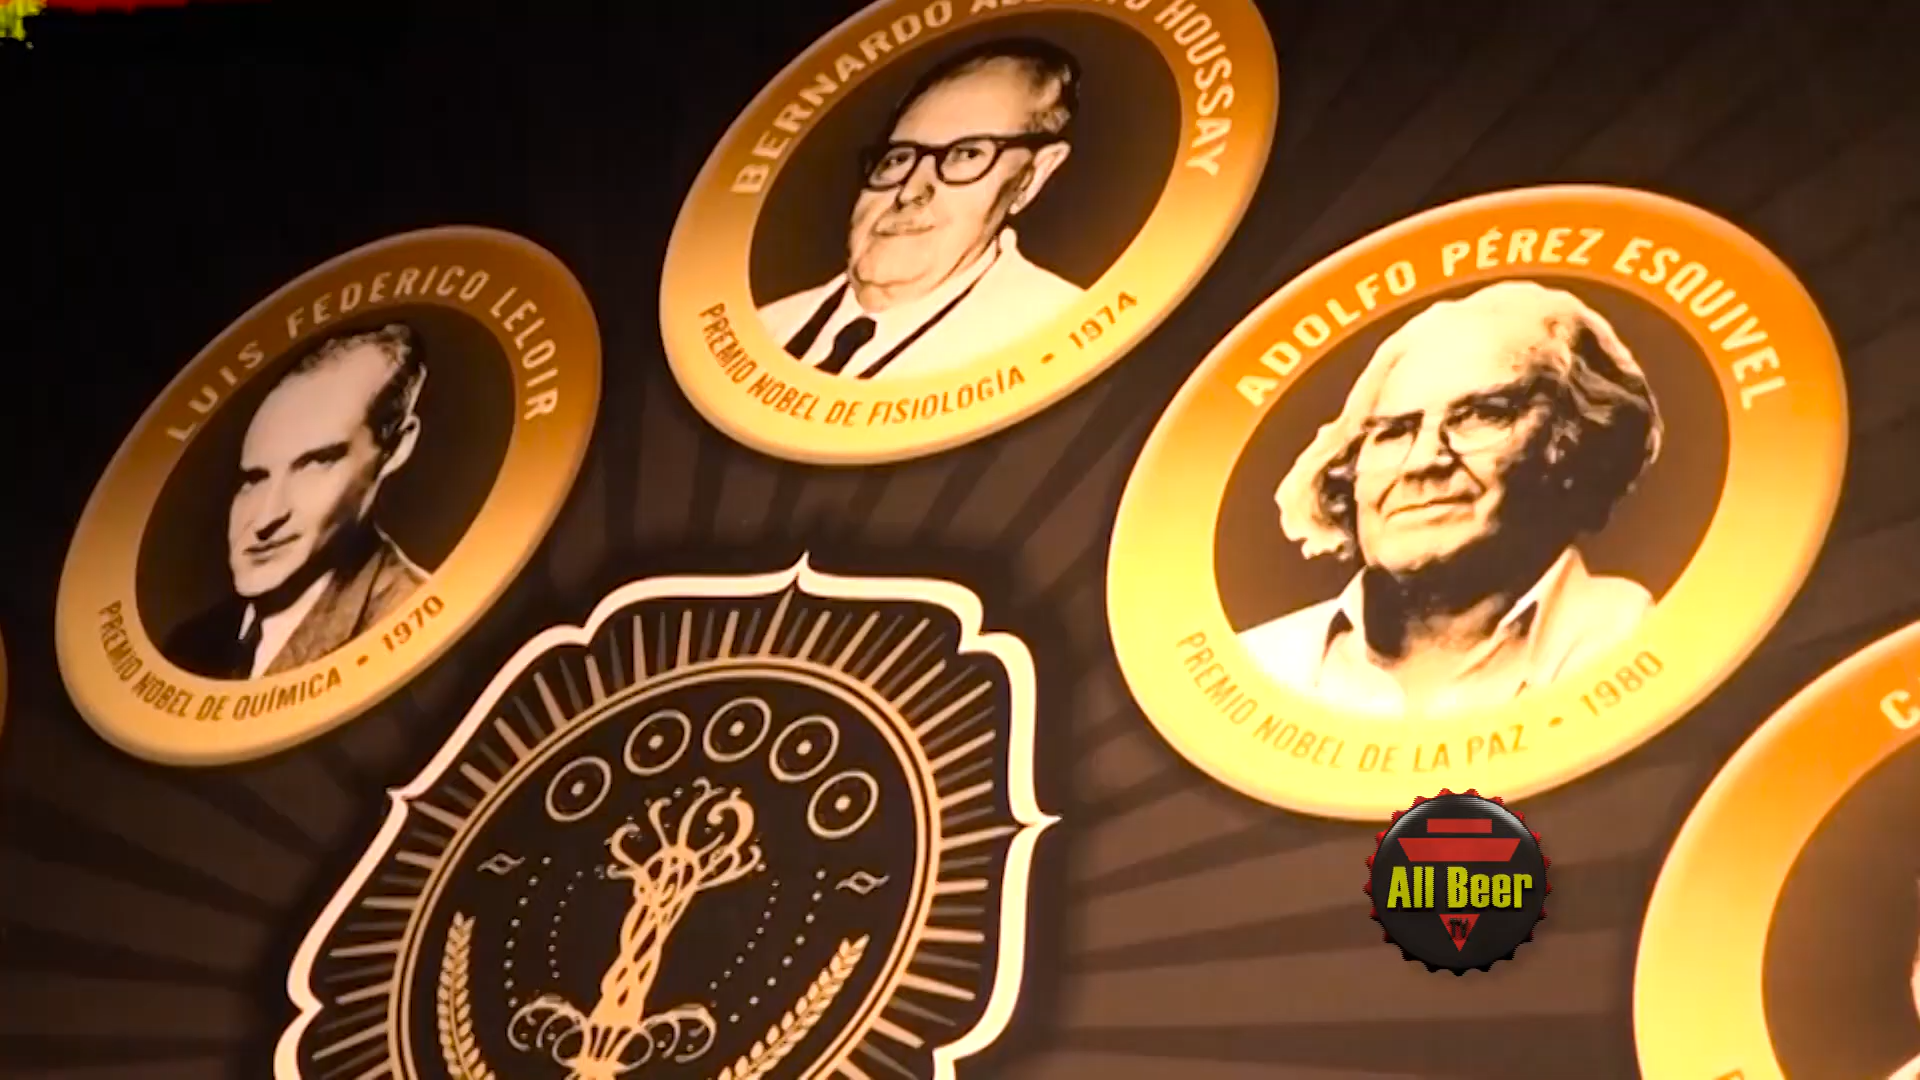 LUIS FEDERICO LELOIR
PREMIO NOBEL DE QUÍMICA - 1970
BERNARDO HOUSSAY
PREMIO NOBEL DE FISIOLOGÍA - 1974
ADOLFO PÉREZ ESQUIVEL
PREMIO NOBEL DE LA PAZ - 1980
All Beer
TV